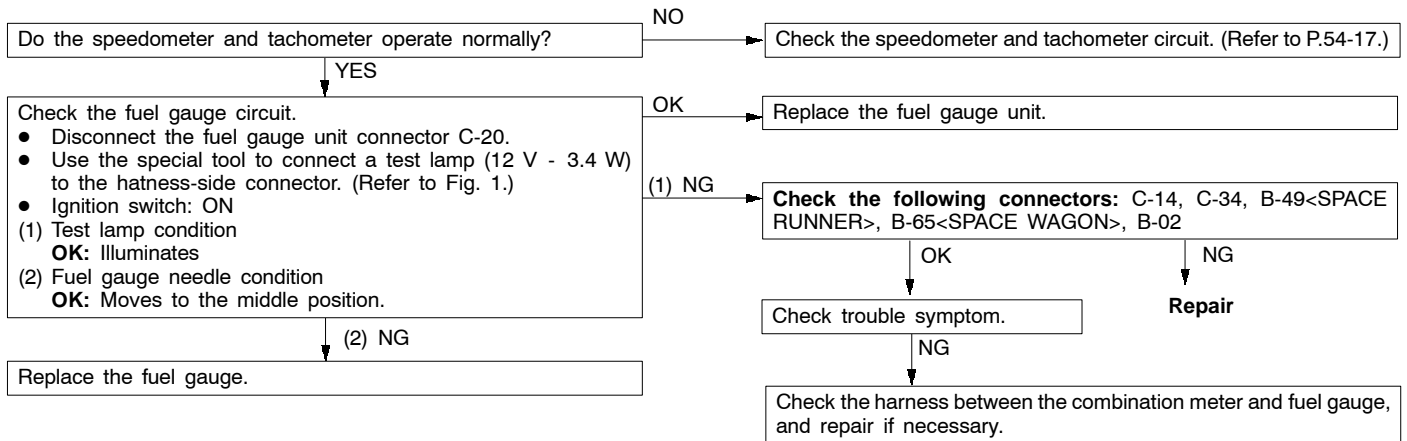 Do the speedometer and tachometer operate normally?
NO
Check the speedometer and tachometer circuit. (Refer to P.54-17.)
YES
Check the fuel gauge circuit.
● Disconnect the fuel gauge unit connector C-20.
● Use the special tool to connect a test lamp (12 V - 3.4 W)
to the hatness-side connector. (Refer to Fig. 1.)
● Ignition switch: ON
(1) Test lamp condition
OK: Illuminates
(2) Fuel gauge needle condition
OK: Moves to the middle position.
OK
Replace the fuel gauge unit.
(1) NG
Check the following connectors: C-14, C-34, B-49<SPACE
RUNNER>, B-65<SPACE WAGON>, B-02
OK
NG
Repair
Check trouble symptom.
NG
Check the harness between the combination meter and fuel gauge,
and repair if necessary.
(2) NG
Replace the fuel gauge.